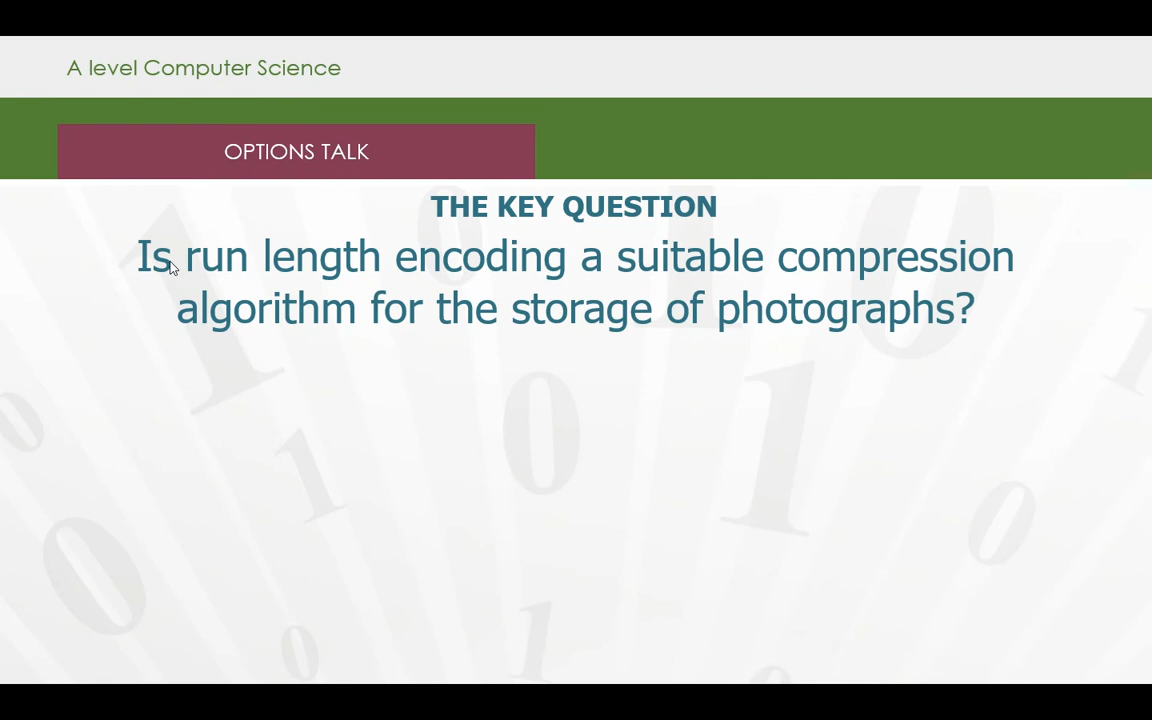 A level Computer Science
OPTIONS TALK
THE KEY QUESTION
Is run length encoding a suitable compression
algorithm for the storage of photographs?